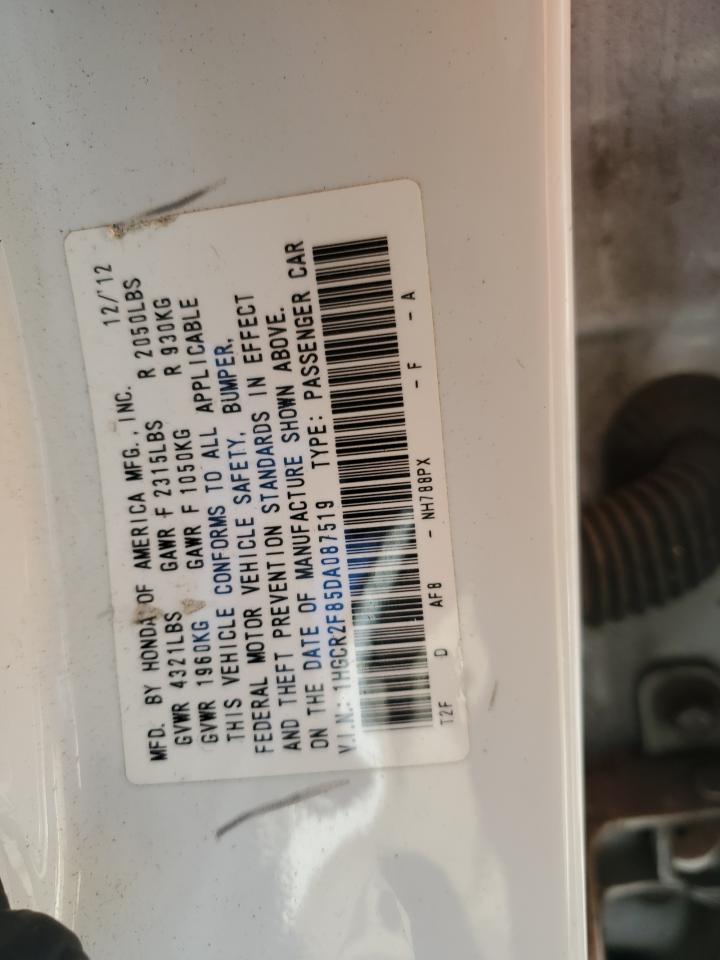 MFD. BY HONDA OF AMERICA MFG., INC. 12/'12
GVWR 4321LBS GAWR F 2315LBS R 2050LBS
GVWR 1960KG GAWR F 1050KG R 930KG
THIS VEHICLE CONFORMS TO ALL APPLICABLE
FEDERAL MOTOR VEHICLE SAFETY, BUMPER,
AND THEFT PREVENTION STANDARDS IN EFFECT
ON THE DATE OF MANUFACTURE SHOWN ABOVE.
V.I.N.: 1HGCR2F85DA087519 TYPE: PASSENGER CAR
T2F D AF8 - NH788PX - F - A